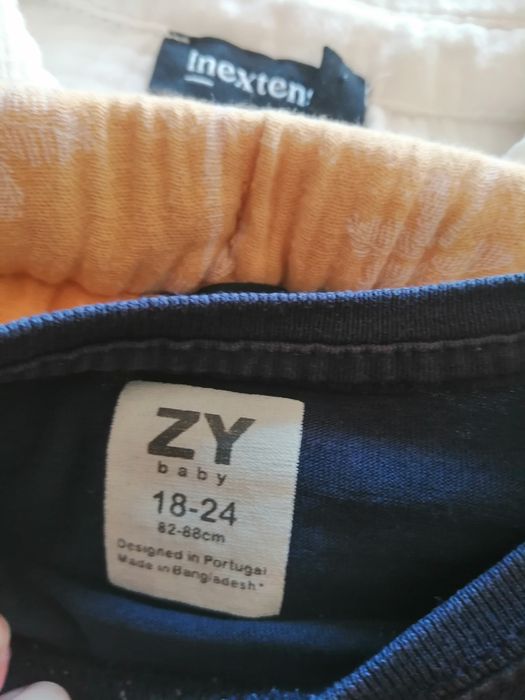 Inextens
ZY
baby
18-24
82-88cm
Designed in Portugal
Made in Bangladesh*